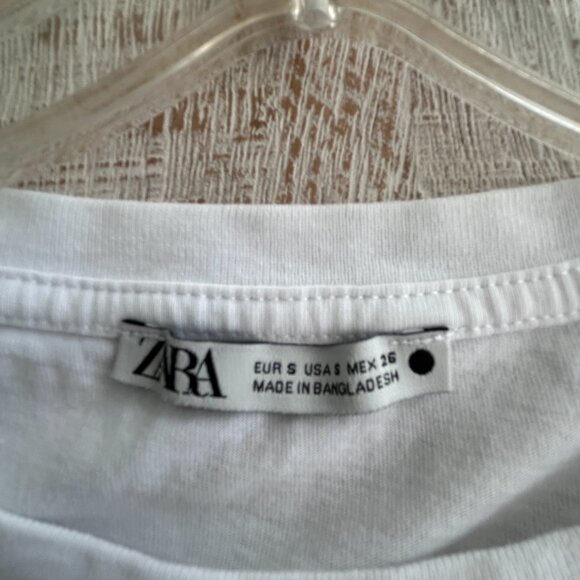 ZARA
EUR S USA S MEX 26
MADE IN BANGLADESH